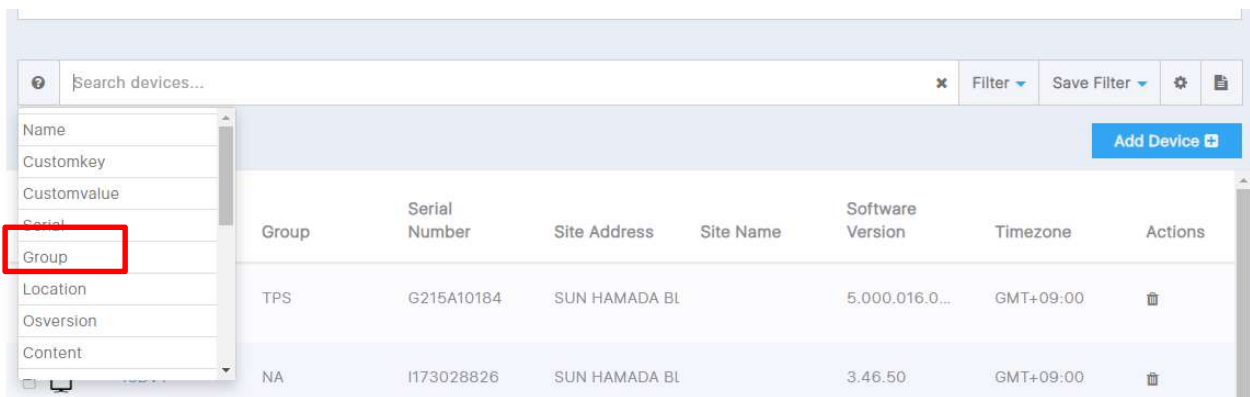 Search devices...
Filter
Save Filter
Add Device
Name
Customkey
Customvalue
Serial
Group
Location
Osversion
Content
Group
Serial
Number
Site Address
Site Name
Software
Version
Timezone
Actions
TPS
G215A10184
SUN HAMADA BL
5.000.016.0...
GMT+09:00
NA
I173028826
SUN HAMADA BL
3.46.50
GMT+09:00